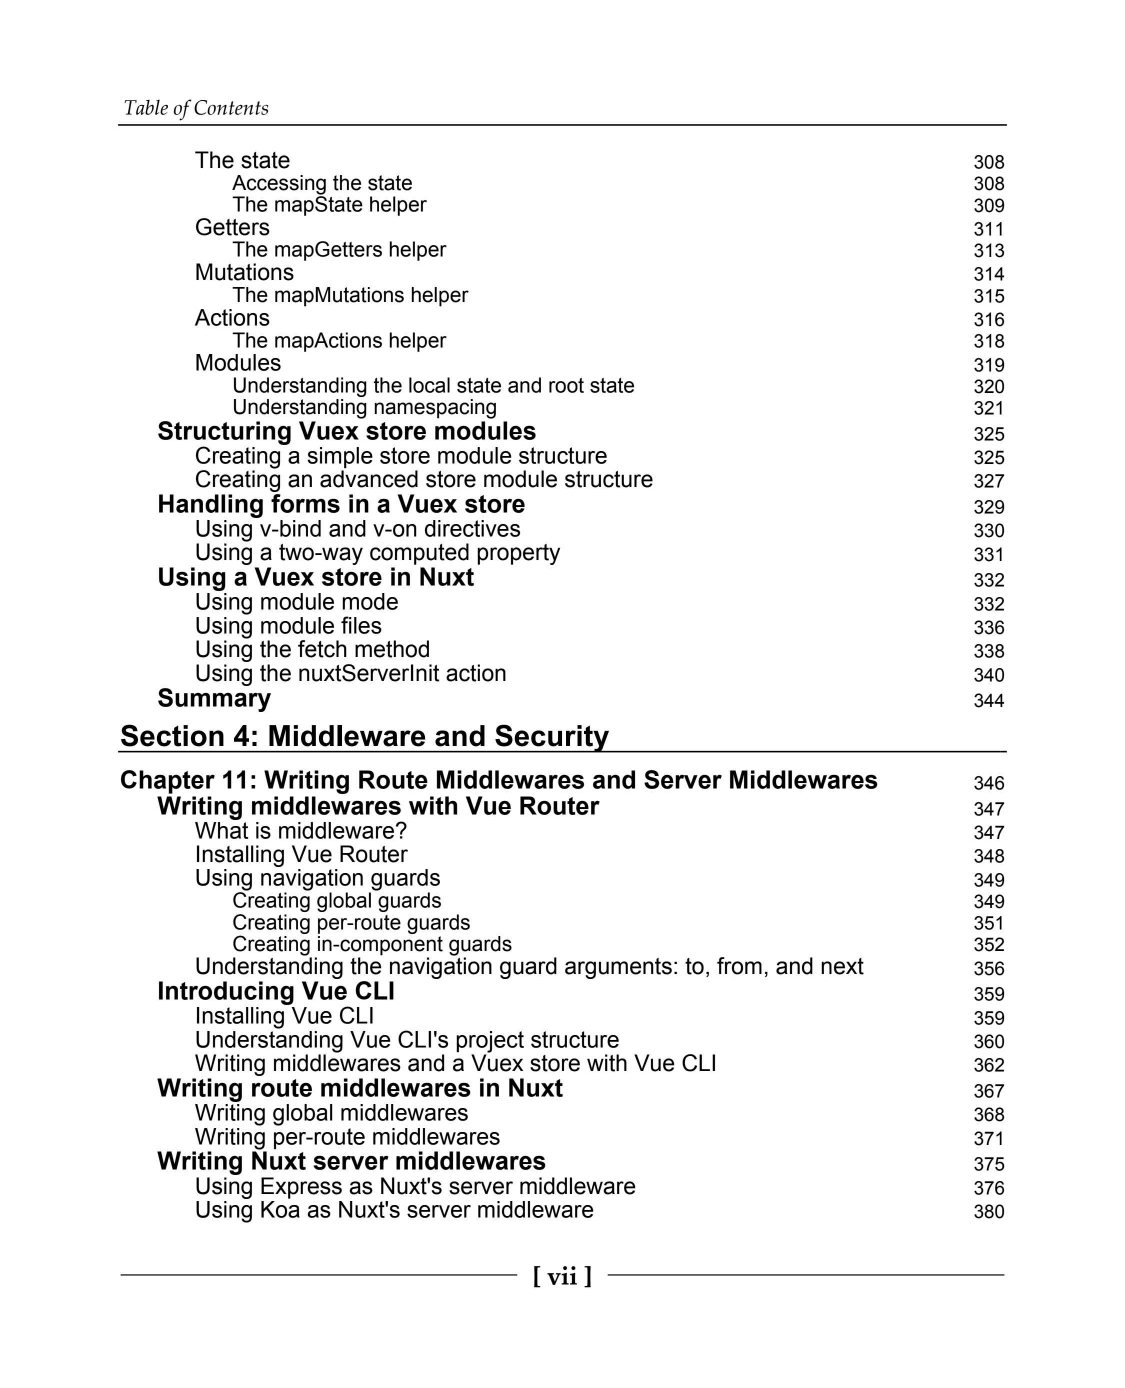 Table of Contents
The state 308
Accessing the state 308
The mapState helper 309
Getters 311
The mapGetters helper 313
Mutations 314
The mapMutations helper 315
Actions 316
The mapActions helper 318
Modules 319
Understanding the local state and root state 320
Understanding namespacing 321
Structuring Vuex store modules 325
Creating a simple store module structure 325
Creating an advanced store module structure 327
Handling forms in a Vuex store 329
Using v-bind and v-on directives 330
Using a two-way computed property 331
Using a Vuex store in Nuxt 332
Using module mode 332
Using module files 336
Using the fetch method 338
Using the nuxtServerInit action 340
Summary 344
Section 4: Middleware and Security
Chapter 11: Writing Route Middlewares and Server Middlewares 346
Writing middlewares with Vue Router 347
What is middleware? 347
Installing Vue Router 348
Using navigation guards 349
Creating global guards 349
Creating per-route guards 351
Creating in-component guards 352
Understanding the navigation guard arguments: to, from, and next 356
Introducing Vue CLI 359
Installing Vue CLI 359
Understanding Vue CLI's project structure 360
Writing middlewares and a Vuex store with Vue CLI 362
Writing route middlewares in Nuxt 367
Writing global middlewares 368
Writing per-route middlewares 371
Writing Nuxt server middlewares 375
Using Express as Nuxt's server middleware 376
Using Koa as Nuxt's server middleware 380
[ vii ]